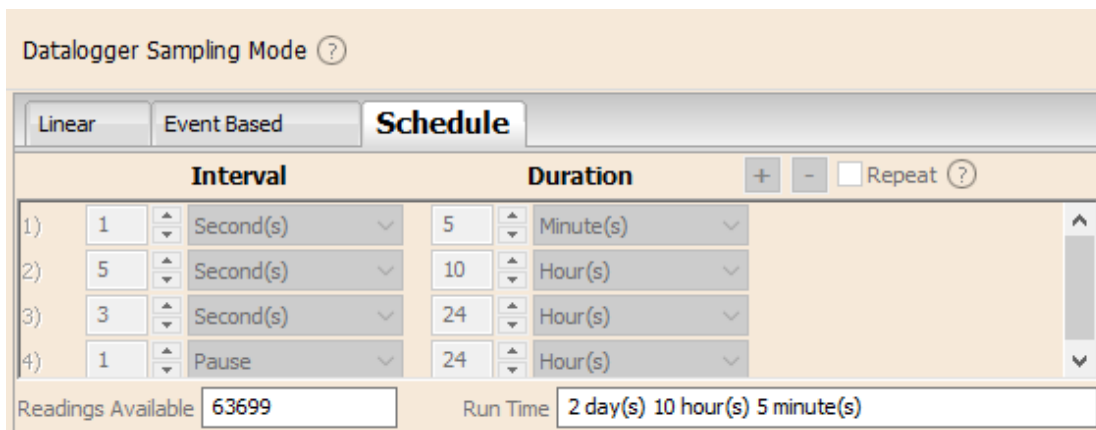 Datalogger Sampling Mode ?
Linear Event Based Schedule
Interval Duration + - Repeat ?
1) 1 Second(s) 5 Minute(s)
2) 5 Second(s) 10 Hour(s)
3) 3 Second(s) 24 Hour(s)
4) 1 Pause 24 Hour(s)
Readings Available 63699 Run Time 2 day(s) 10 hour(s) 5 minute(s)